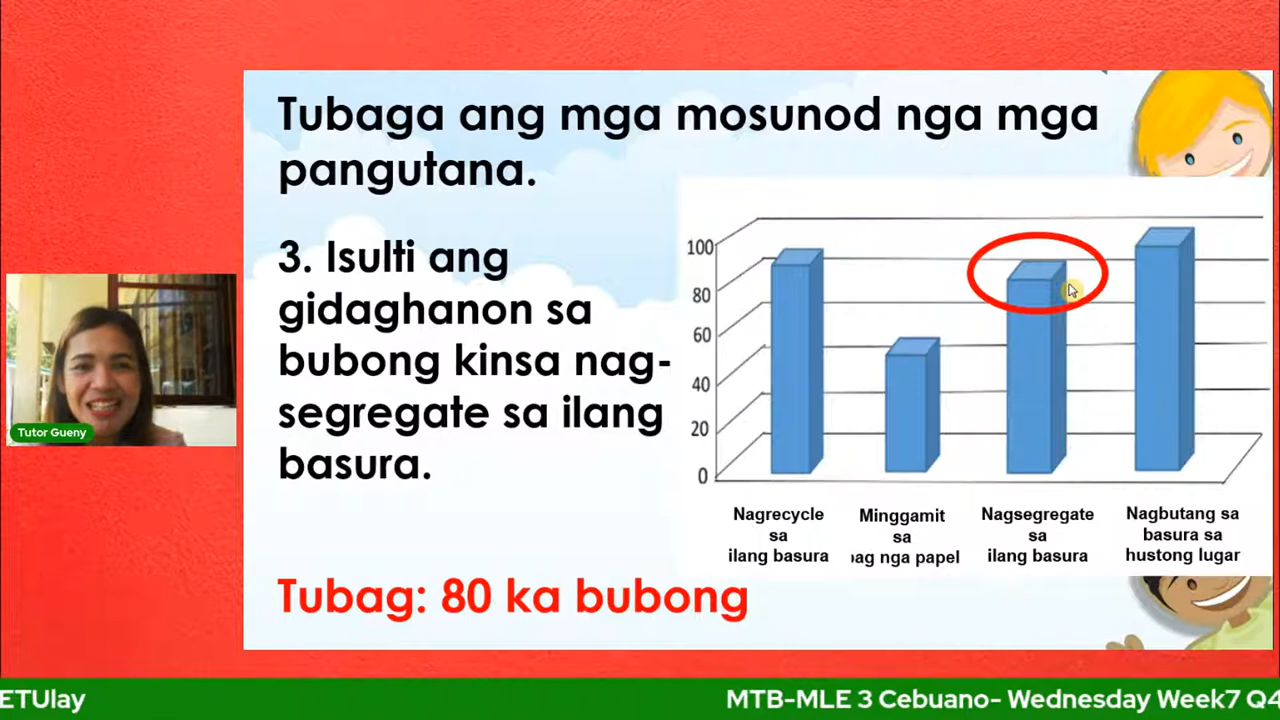 Tubaga ang mga mosunod nga mga
pangutana.
3. Isulti ang
gidaghanon sa
bubong kinsa nag-
segregate sa ilang
basura.
Tubag: 80 ka bubong
100
80
60
40
20
0
Nagrecycle
sa
ilang basura
Minggamit
sa
bag nga papel
Nagsegregate
sa
ilang basura
Nagbutang sa
basura sa
hustong lugar
Tutor Gueny
ETUlay
MTB-MLE 3 Cebuano- Wednesday Week7 Q4